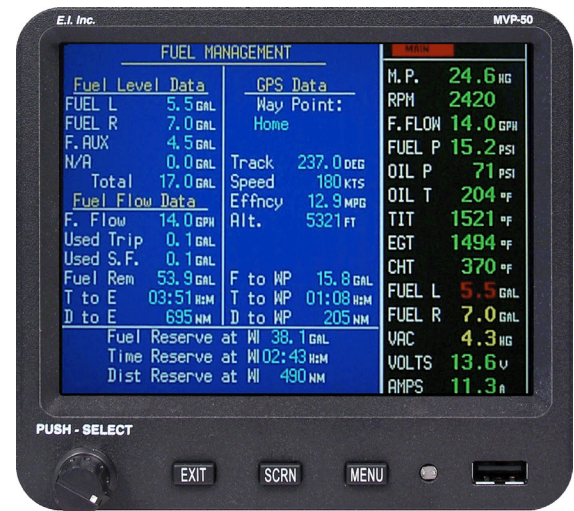 E.I. Inc.
MVP-50
FUEL MANAGEMENT
Fuel Level Data
FUEL L 5.5 GAL
FUEL R 7.0 GAL
F. AUX 4.5 GAL
N/A 0.0 GAL
Total 17.0 GAL
Fuel Flow Data
F. Flow 14.0 GPH
Used Trip 0.1 GAL
Used S.F. 0.1 GAL
Fuel Rem 53.9 GAL
T to E 03:51 H:M
D to E 695 NM
GPS Data
Way Point:
Home
Track 237.0 DEG
Speed 180 KTS
Effncy 12.9 MPG
Alt. 5321 FT
F to WP 15.8 GAL
T to WP 01:08 H:M
D to WP 205 NM
Fuel Reserve at WI 38.1 GAL
Time Reserve at WI 02:43 H:M
Dist Reserve at WI 490 NM
MAIN
M.P. 24.6 HG
RPM 2420
F.FLOW 14.0 GPH
FUEL P 15.2 PSI
OIL P 71 PSI
OIL T 204 °F
TIT 1521 °F
EGT 1494 °F
CHT 370 °F
FUEL L 5.5 GAL
FUEL R 7.0 GAL
VAC 4.3 HG
VOLTS 13.6 V
AMPS 11.3 A
PUSH - SELECT
EXIT
SCRN
MENU